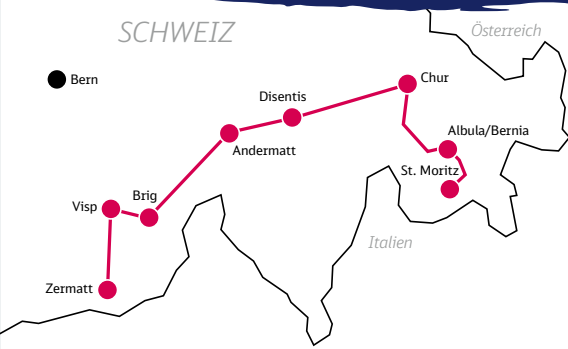 SCHWEIZ
Österreich
Bern
Chur
Disentis
Albula/Bernia
Andermatt
St. Moritz
Brig
Visp
Italien
Zermatt